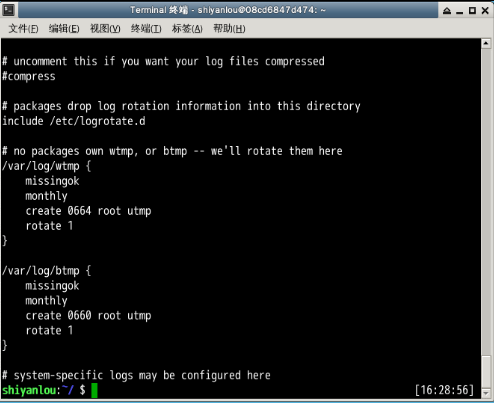 Terminal 终端 - shiyanlou@08cd6847d474: ~
文件(F) 编辑(E) 视图(V) 终端(T) 标签(A) 帮助(H)
# uncomment this if you want your log files compressed
#compress
# packages drop log rotation information into this directory
include /etc/logrotate.d
# no packages own wtmp, or btmp -- we'll rotate them here
/var/log/wtmp {
    missingok
    monthly
    create 0664 root utmp
    rotate 1
}
/var/log/btmp {
    missingok
    monthly
    create 0660 root utmp
    rotate 1
}
# system-specific logs may be configured here
shiyanlou:~/ $ [16:28:56]